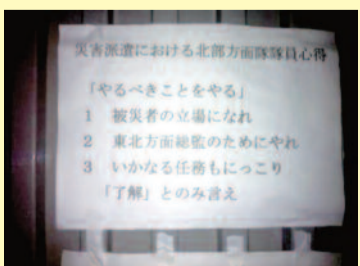 災害派遣における北部方面隊隊員心得
「やるべきことをやる」
1 被災者の立場になれ
2 東北方面総監のためにやれ
3 いかなる任務もにっこり
「了解」とのみ言え